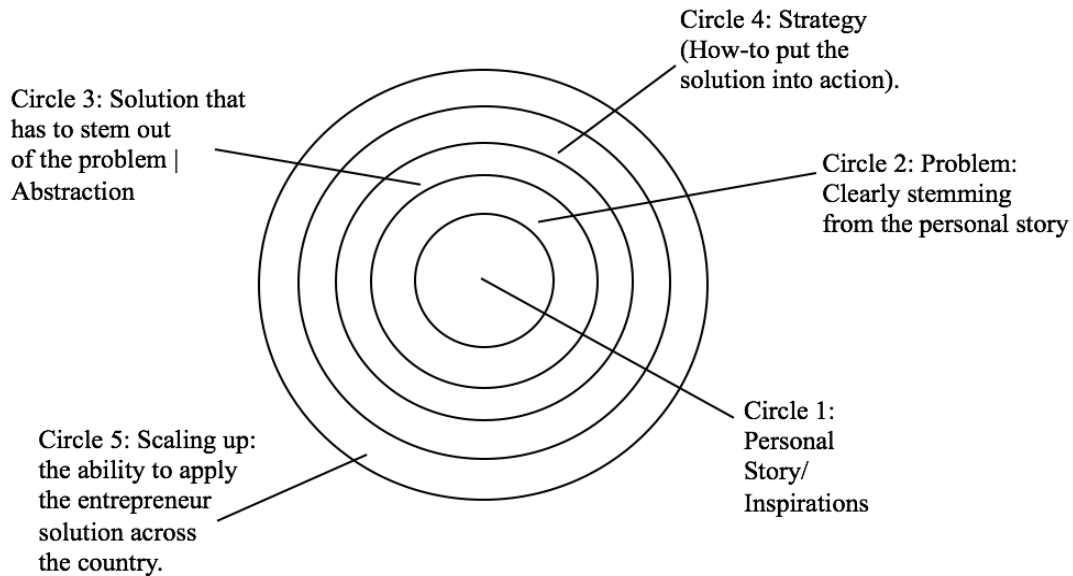 Circle 4: Strategy
(How-to put the
solution into action).
Circle 3: Solution that
has to stem out
of the problem |
Abstraction
Circle 2: Problem:
Clearly stemming
from the personal story
Circle 1:
Personal
Story/
Inspirations
Circle 5: Scaling up:
the ability to apply
the entrepreneur
solution across
the country.